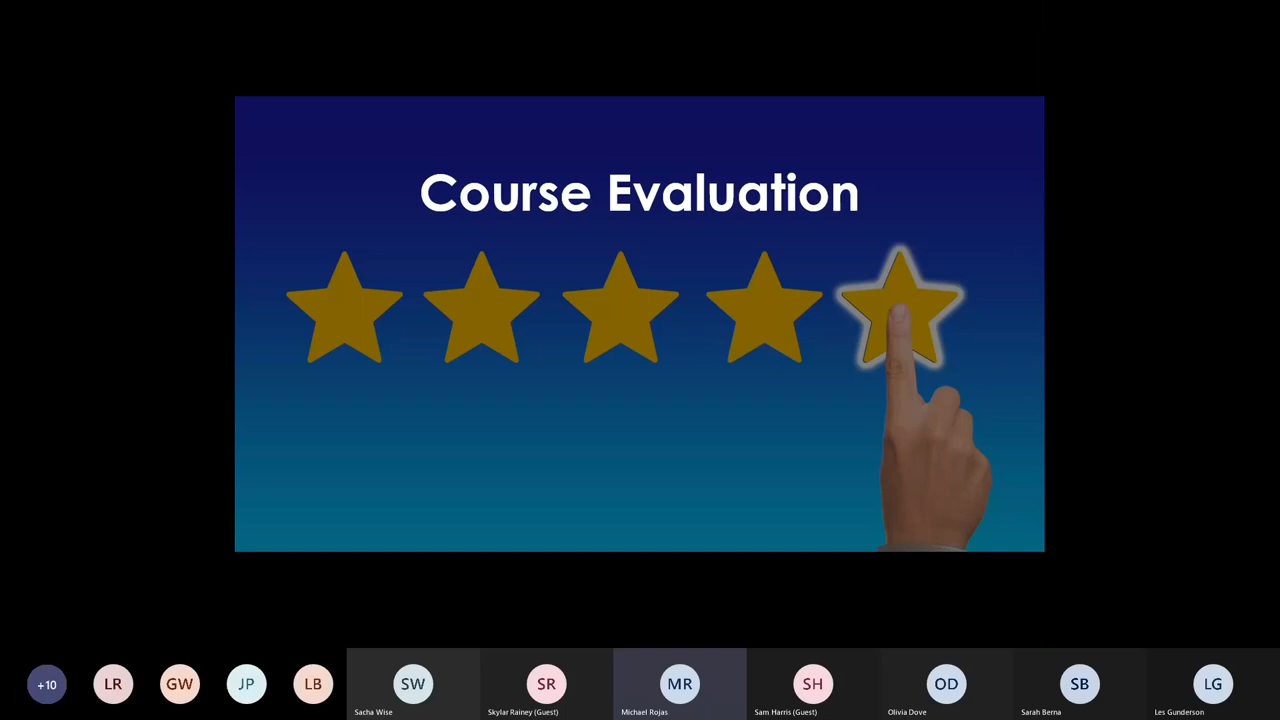 Course Evaluation
+10
LR
GW
JP
LB
SW
SR
MR
SH
OD
SB
LG
Sacha Wise
Skylar Rainey (Guest)
Michael Rojas
Sam Harris (Guest)
Olivia Dove
Sarah Berna
Les Gunderson